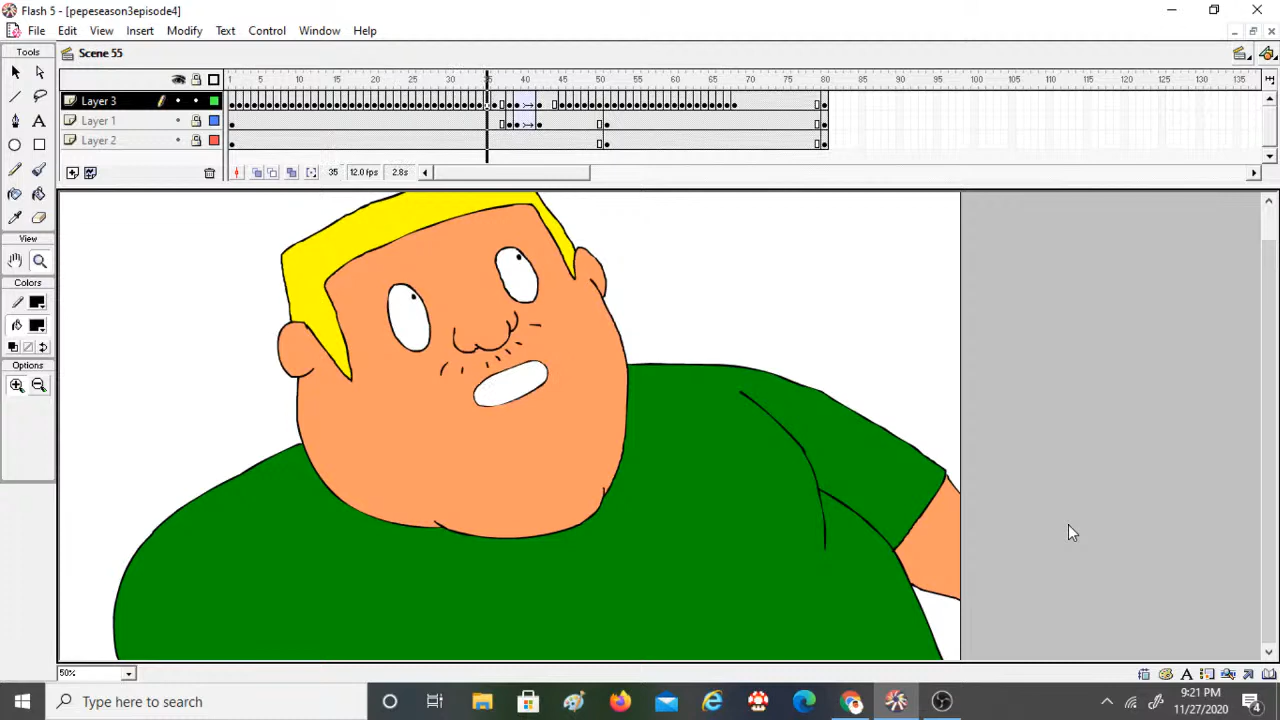 Flash 5 - [pepeseason3episode4]
File Edit View Insert Modify Text Control Window Help
Tools
Scene 55
1 5 10 15 20 25 30 35 40 45 50 55 60 65 70 75 80 85 90 95 100 105 110 115 120 125 130 135
Layer 3
Layer 1
Layer 2
35 12.0 fps 2.8s
View
Colors
Options
50%
Type here to search
9:21 PM
11/27/2020
4